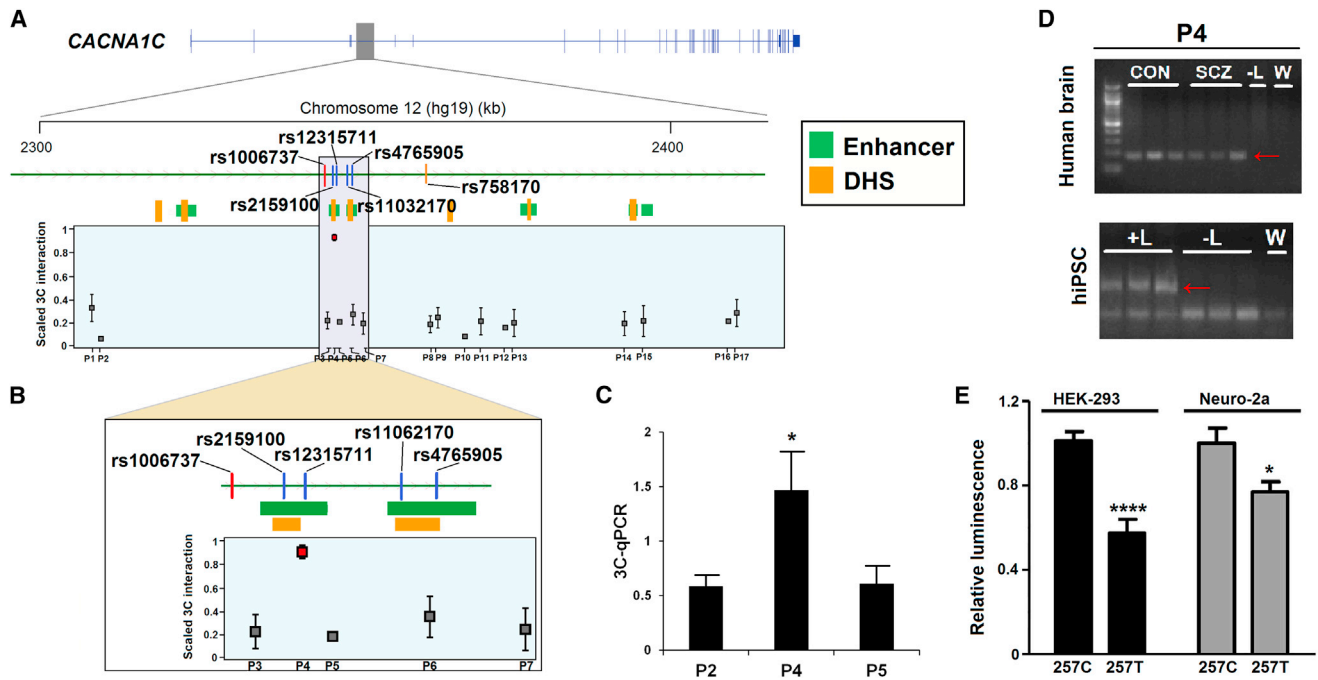 A
CACNA1C
Chromosome 12 (hg19) (kb)
2300
2400
rs12315711
rs1006737
rs4765905
rs2159100
rs11032170
rs758170
Enhancer
DHS
Scaled 3C interaction
1
0.8
0.6
0.4
0.2
0
P1 P2 P3 P4 P5 P6 P7 P8 P9 P10 P11 P12 P13 P14 P15 P16 P17
B
rs11062170
rs2159100
rs12315711
rs4765905
rs1006737
Scaled 3C interaction
1
0.8
0.6
0.4
0.2
0
P3 P4 P5 P6 P7
C
3C-qPCR
2
1.5
1
0.5
0
*
P2 P4 P5
D
P4
Human brain
CON SCZ -L W
hiPSC
+L -L W
E
HEK-293 Neuro-2a
Relative luminescence
1.2
0.8
0.4
0
****
*
257C 257T 257C 257T